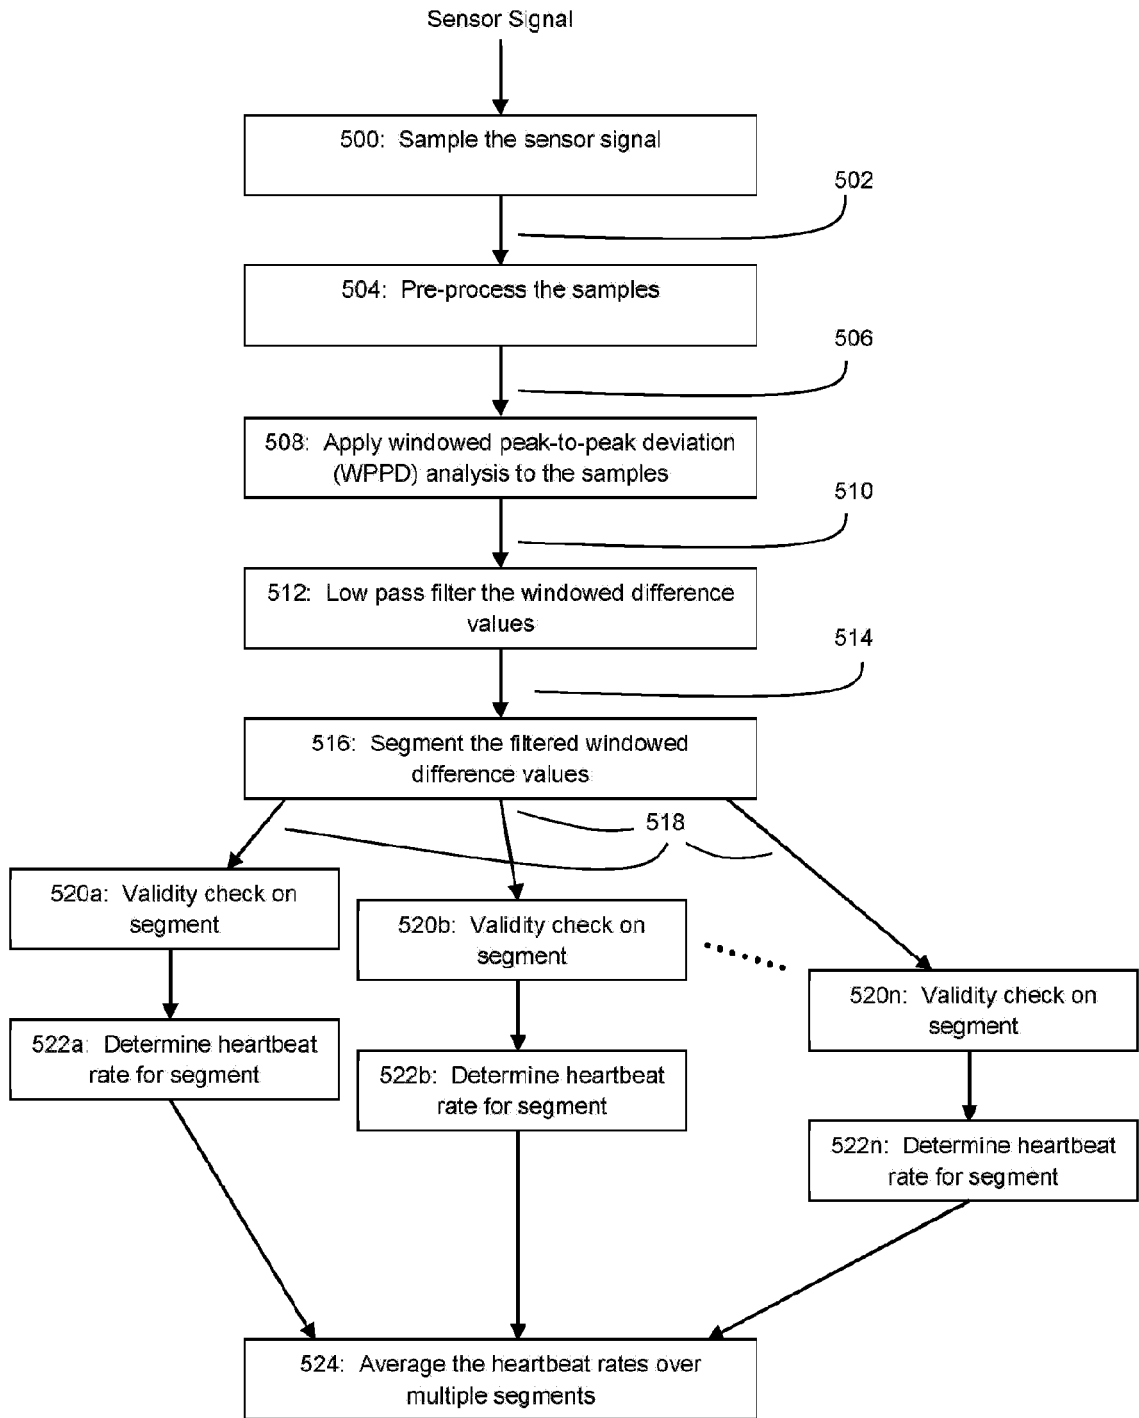 Sensor Signal
500: Sample the sensor signal
502
504: Pre-process the samples
506
508: Apply windowed peak-to-peak deviation
(WPPD) analysis to the samples
510
512: Low pass filter the windowed difference
values
514
516: Segment the filtered windowed
difference values
518
520a: Validity check on
segment
520b: Validity check on
segment
520n: Validity check on
segment
522a: Determine heartbeat
rate for segment
522b: Determine heartbeat
rate for segment
522n: Determine heartbeat
rate for segment
524: Average the heartbeat rates over
multiple segments